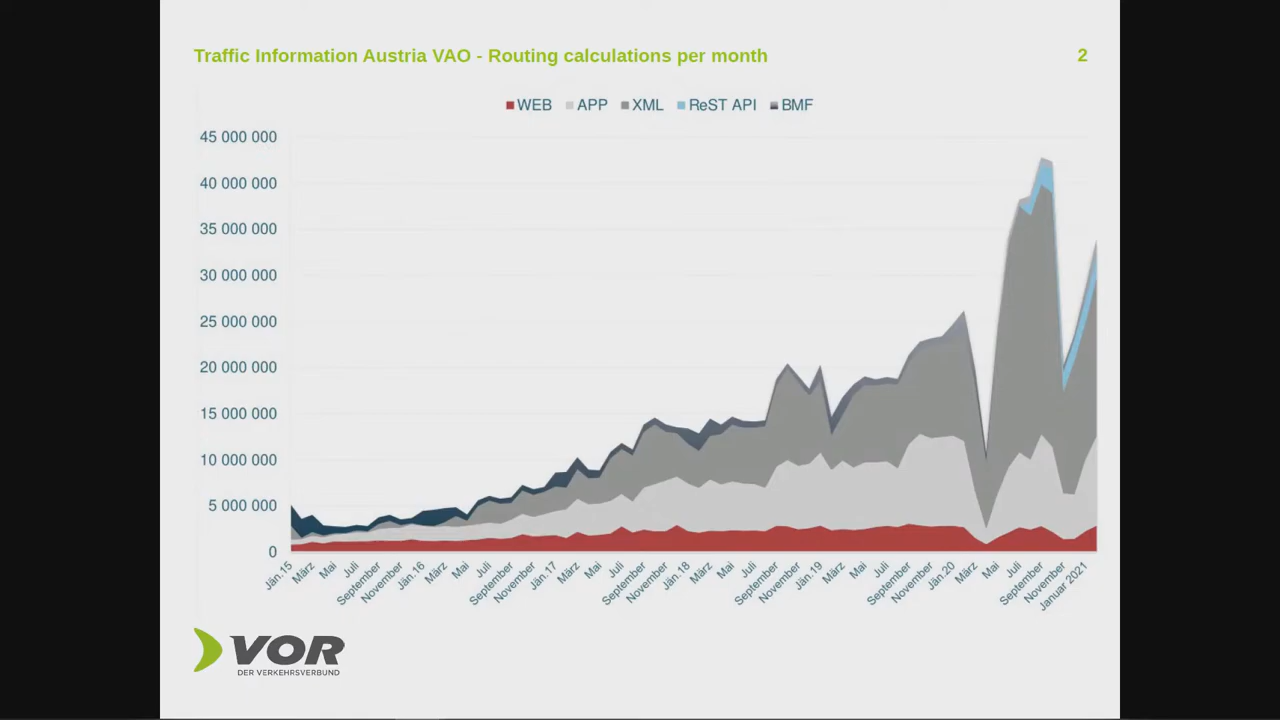 Traffic Information Austria VAO - Routing calculations per month
2
WEB APP XML ReST API BMF
45 000 000
40 000 000
35 000 000
30 000 000
25 000 000
20 000 000
15 000 000
10 000 000
5 000 000
0
Jän.15
März
Mai
Juli
September
November
Jän.16
März
Mai
Juli
September
November
Jän.17
März
Mai
Juli
September
November
Jän.18
März
Mai
Juli
September
November
Jän.19
März
Mai
Juli
September
November
Jän.20
März
Mai
Juli
September
November
Januar 2021
VOR
DER VERKEHRSVERBUND